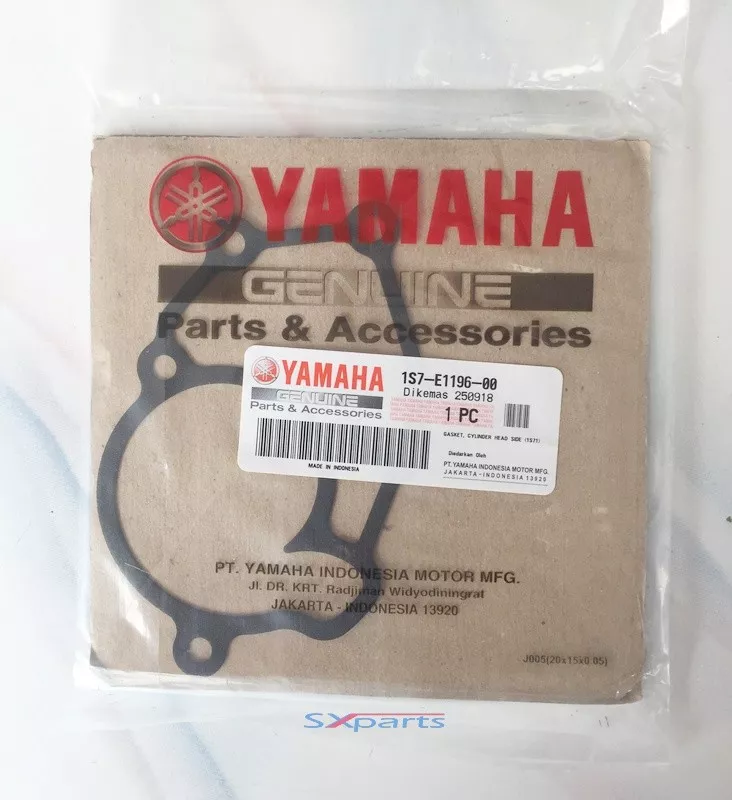 YAMAHA
GENUINE
Parts & Accessories
YAMAHA
GENUINE
Parts & Accessories
MADE IN INDONESIA
1S7-E1196-00
Dikemas 250918
1 PC
GASKET, CYLINDER HEAD SIDE (1S71)
Diedarkan Oleh
PT. YAMAHA INDONESIA MOTOR MFG.
JAKARTA-INDONESIA 13920
PT. YAMAHA INDONESIA MOTOR MFG.
Jl. DR. KRT. Radjiman Widyodiningrat
JAKARTA - INDONESIA 13920
J005(20x15x0.05)
SXparts